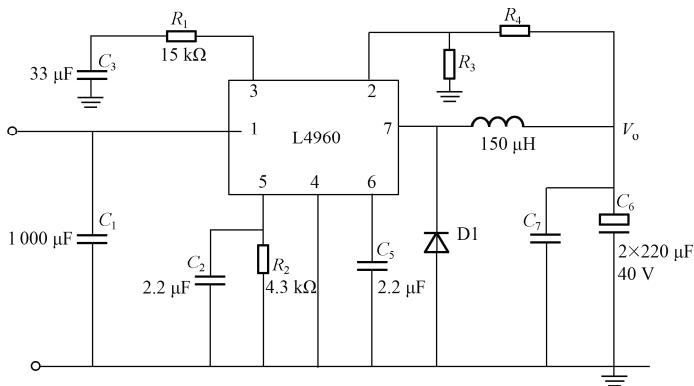 R₁
R₄
15 kΩ
C₃
33 μF
R₃
3
2
1
L4960
7
Vₒ
150 μH
5
4
6
C₁
1 000 μF
C₂
2.2 μF
R₂
4.3 kΩ
C₅
2.2 μF
D1
C₇
C₆
2×220 μF
40 V